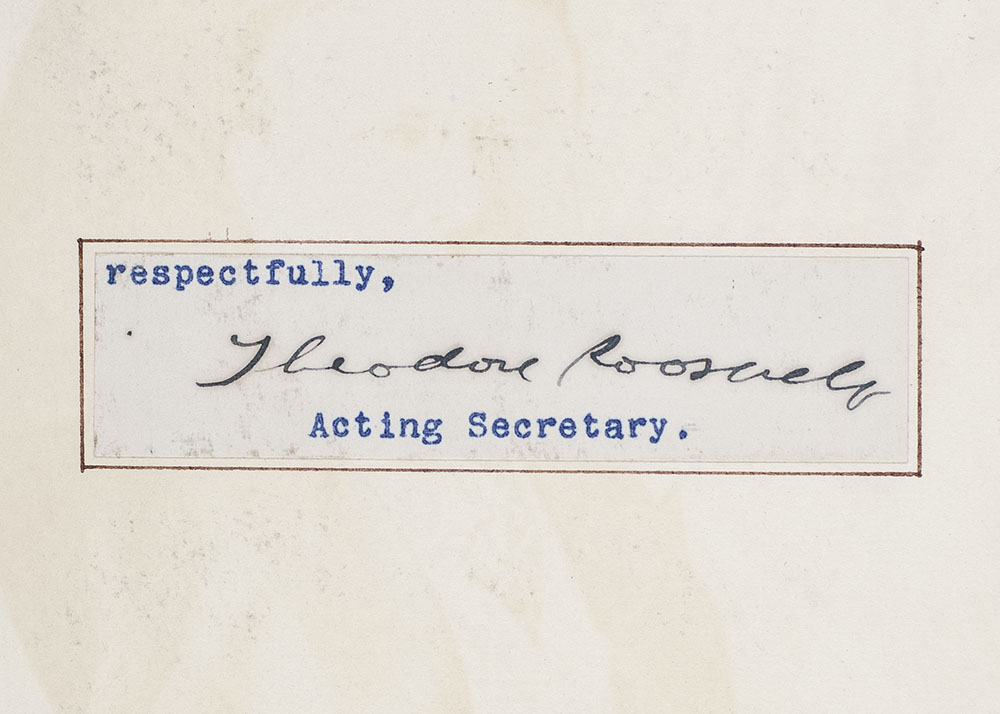 respectfully,
Theodore Roosevelt
Acting Secretary.